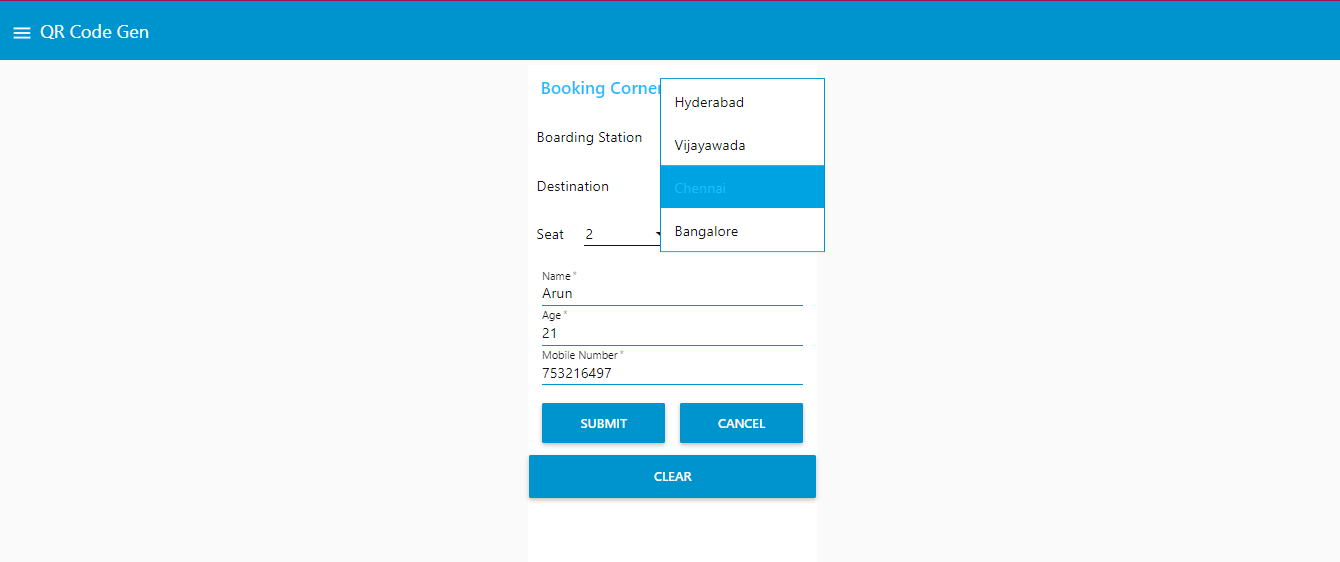 QR Code Gen
Booking Corner
Hyderabad
Boarding Station
Vijayawada
Destination
Chennai
Seat 2
Bangalore
Name *
Arun
Age *
21
Mobile Number *
753216497
SUBMIT CANCEL
CLEAR